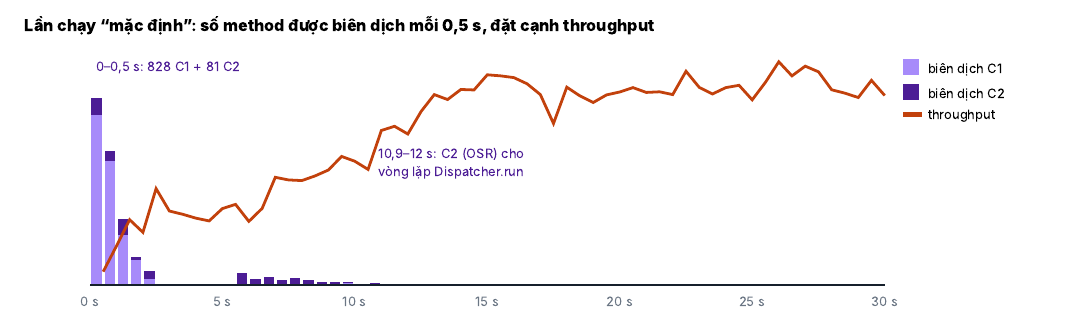 Lần chạy “mặc định”: số method được biên dịch mỗi 0,5 s, đặt cạnh throughput
0–0,5 s: 828 C1 + 81 C2
biên dịch C1
biên dịch C2
throughput
10,9–12 s: C2 (OSR) cho
vòng lặp Dispatcher.run
0 s
5 s
10 s
15 s
20 s
25 s
30 s